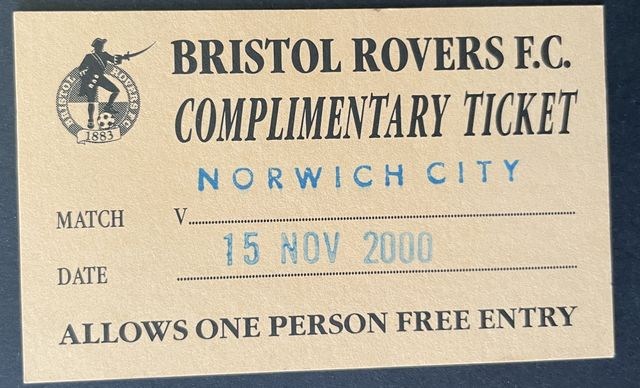 BRISTOL ROVERS F.C.
BRISTOL ROVERS F.C.
1883
COMPLIMENTARY TICKET
NORWICH CITY
MATCH V
15 NOV 2000
DATE
ALLOWS ONE PERSON FREE ENTRY